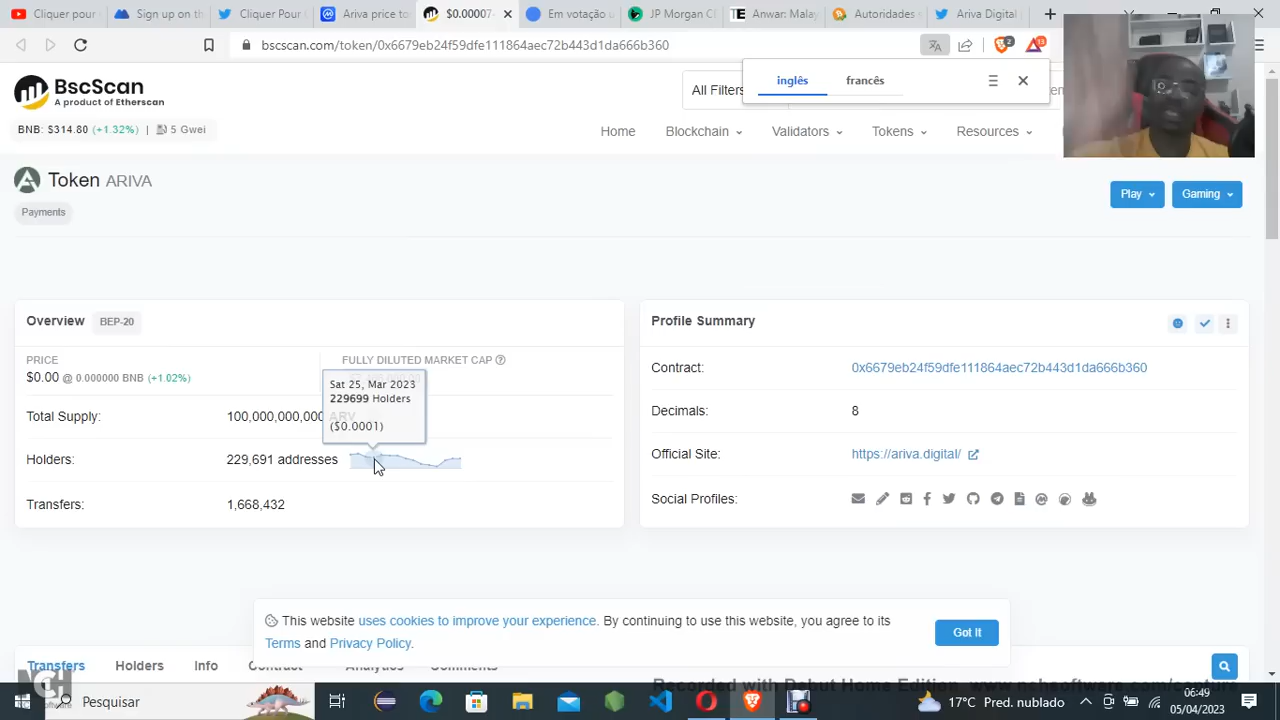 Cliquer Pour
Sign up on th
Cliquer Pour
Ariva price to
$0.00007
Em votação
JP Morgan C
Anwar: Malay
Autoridades
Ariva Digital
bscscan.com/token/0x6679eb24f59dfe111864aec72b443d1da666b360
2
13
inglês
francês
BscScan
A product of Etherscan
All Filters
BNB: $314.80 (+1.32%) | 5 Gwei
Home
Blockchain
Validators
Tokens
Resources
Token ARIVA
Payments
Play
Gaming
Overview
BEP-20
Profile Summary
PRICE
$0.00 @ 0.000000 BNB (+1.02%)
FULLY DILUTED MARKET CAP
Sat 25, Mar 2023
229699 Holders
($0.0001)
Total Supply:
100,000,000,000 ARV
Holders:
229,691 addresses
Transfers:
1,668,432
Contract:
0x6679eb24f59dfe111864aec72b443d1da666b360
Decimals:
8
Official Site:
https://ariva.digital/
Social Profiles:
This website uses cookies to improve your experience. By continuing to use this website, you agree to its
Terms and Privacy Policy.
Got It
Transfers
Holders
Info
Contract
Analytics
Comments
NCH
Recorded with Debut Home Edition www.nchsoftware.com/capture
Pesquisar
17°C Pred. nublado
06:49
05/04/2023